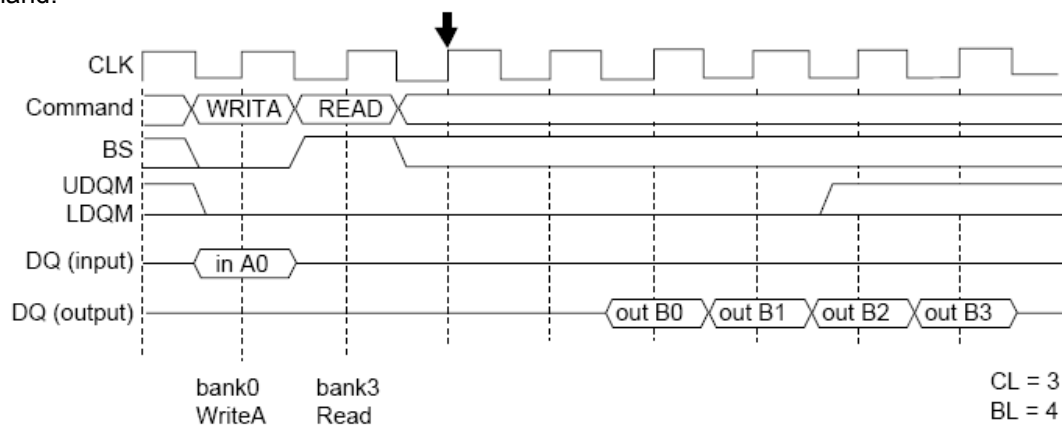 CLK
Command WRITA READ
BS
UDQM
LDQM
DQ (input) in A0
DQ (output) out B0 out B1 out B2 out B3
bank0 bank3 CL = 3
WriteA Read BL = 4